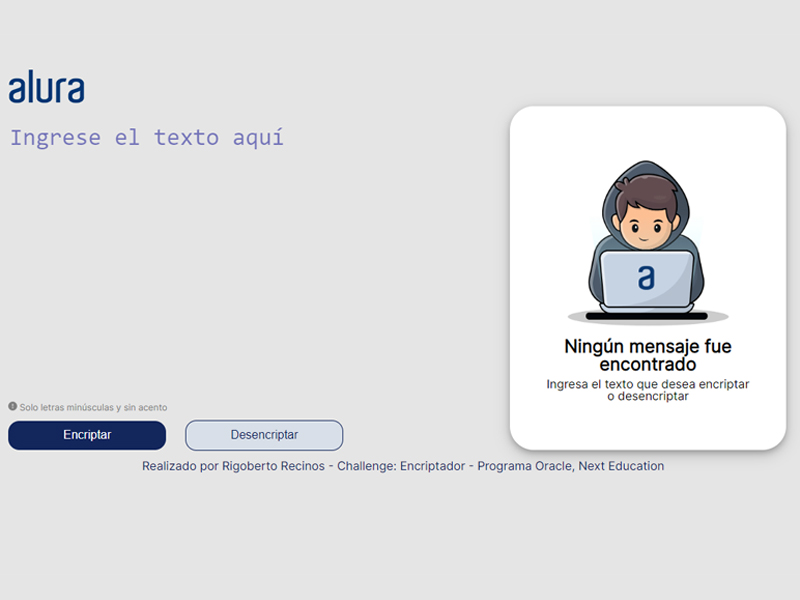 alura
Ingrese el texto aquí
a
Ningún mensaje fue
encontrado
Ingresa el texto que desea encriptar
o desencriptar
Solo letras minúsculas y sin acento
Encriptar
Desencriptar
Realizado por Rigoberto Recinos - Challenge: Encriptador - Programa Oracle, Next Education